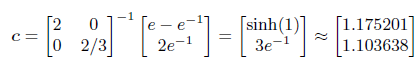 c = [2 0; 0 2/3]⁻¹ [e − e⁻¹; 2e⁻¹] = [sinh(1); 3e⁻¹] ≈ [1.175201; 1.103638]